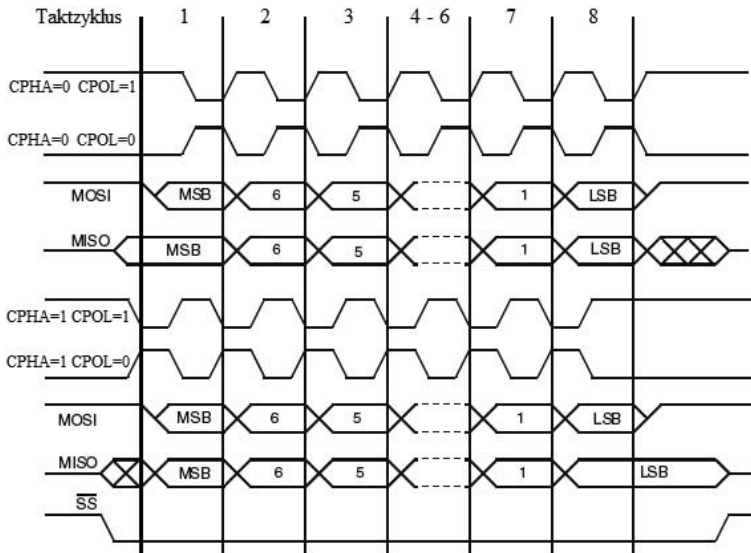 Taktzyklus 1 2 3 4 - 6 7 8
CPHA=0 CPOL=1
CPHA=0 CPOL=0
MOSI MSB 6 5 1 LSB
MISO MSB 6 5 1 LSB
CPHA=1 CPOL=1
CPHA=1 CPOL=0
MOSI MSB 6 5 1 LSB
MISO MSB 6 5 1 LSB
SS